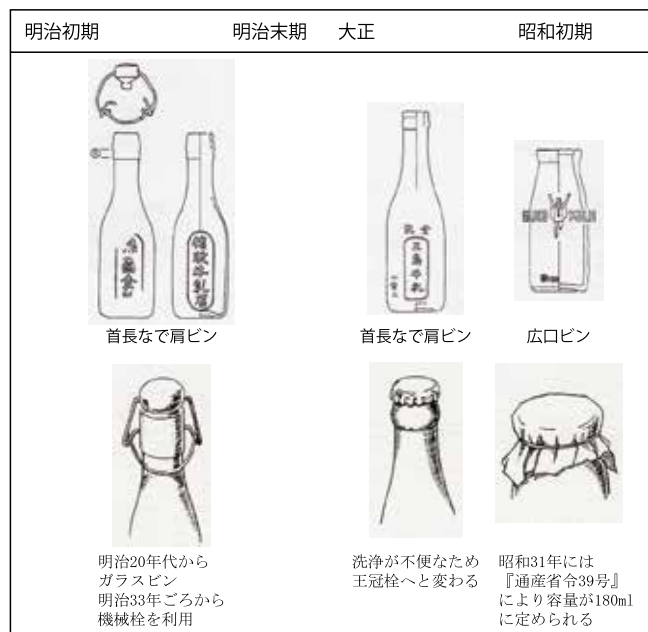 明治初期 明治末期 大正 昭和初期
首長なで肩ビン
首長なで肩ビン
広口ビン
明治20年代から
ガラスビン
明治33年ごろから
機械栓を利用
洗浄が不便なため
王冠栓へと変わる
昭和31年には
『通産省令39号』
により容量が180ml
に定められる